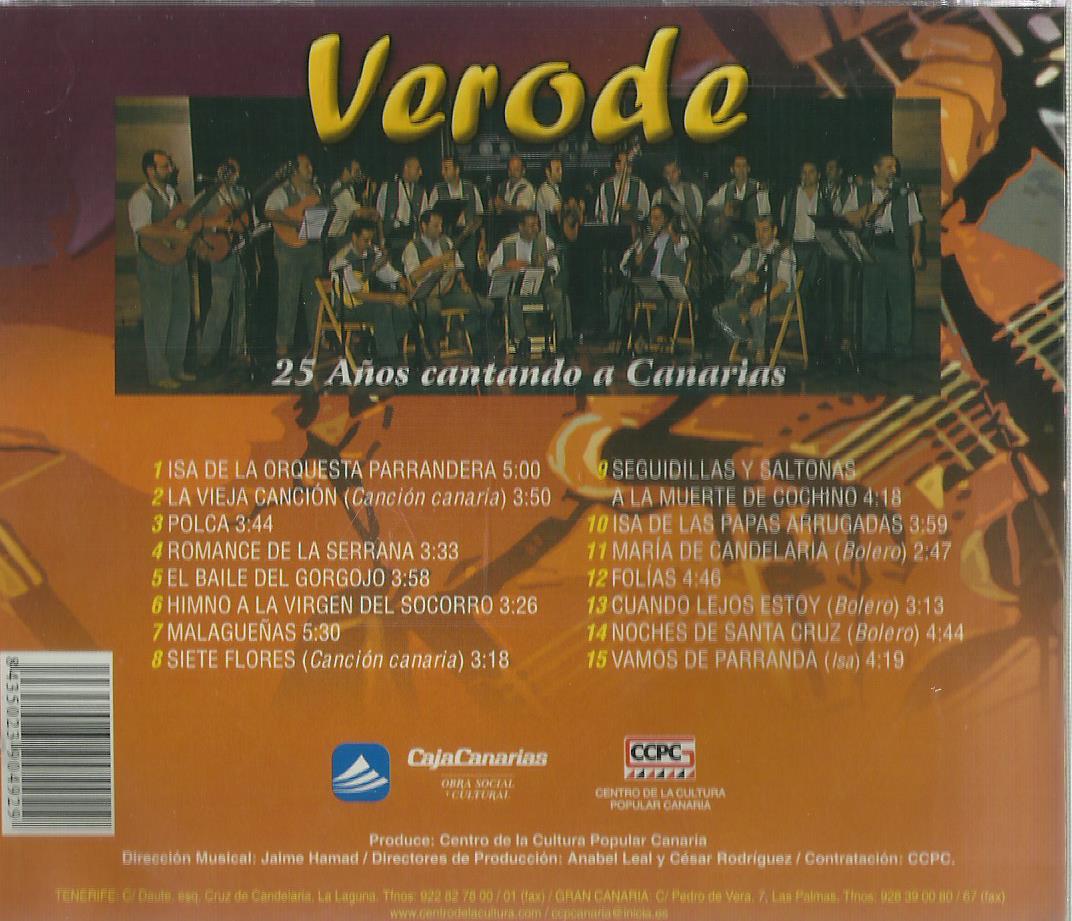 Verode
25 Años cantando a Canarias
1 ISA DE LA ORQUESTA PARRANDERA 5:00
2 LA VIEJA CANCIÓN (Canción canaria) 3:50
3 POLCA 3:44
4 ROMANCE DE LA SERRANA 3:33
5 EL BAILE DEL GORGOJO 3:58
6 HIMNO A LA VIRGEN DEL SOCORRO 3:26
7 MALAGUEÑAS 5:30
8 SIETE FLORES (Canción canaria) 3:18
9 SEGUIDILLAS Y SALTONAS
A LA MUERTE DE COCHINO 4:18
10 ISA DE LAS PAPAS ARRUGADAS 3:59
11 MARÍA DE CANDELARIA (Bolero) 2:47
12 FOLÍAS 4:46
13 CUANDO LEJOS ESTOY (Bolero) 3:13
14 NOCHES DE SANTA CRUZ (Bolero) 4:44
15 VAMOS DE PARRANDA (Isa) 4:19
8435023904929
CajaCanarias
OBRA SOCIAL
Y CULTURAL
CCPC
CENTRO DE LA CULTURA
POPULAR CANARIA
Produce: Centro de la Cultura Popular Canaria
Dirección Musical: Jaime Hamad / Directores de Producción: Anabel Leal y César Rodríguez / Contratación: CCPC.
TENERIFE: C/ Daute, esq. Cruz de Candelaria, La Laguna. Tfnos: 922 82 78 00 / 01 (fax) / GRAN CANARIA: C/ Pedro de Vera, 7, Las Palmas. Tfnos: 928 39 00 80 / 67 (fax)
www.centrodelacultura.com / ccpcanaria@inicia.es